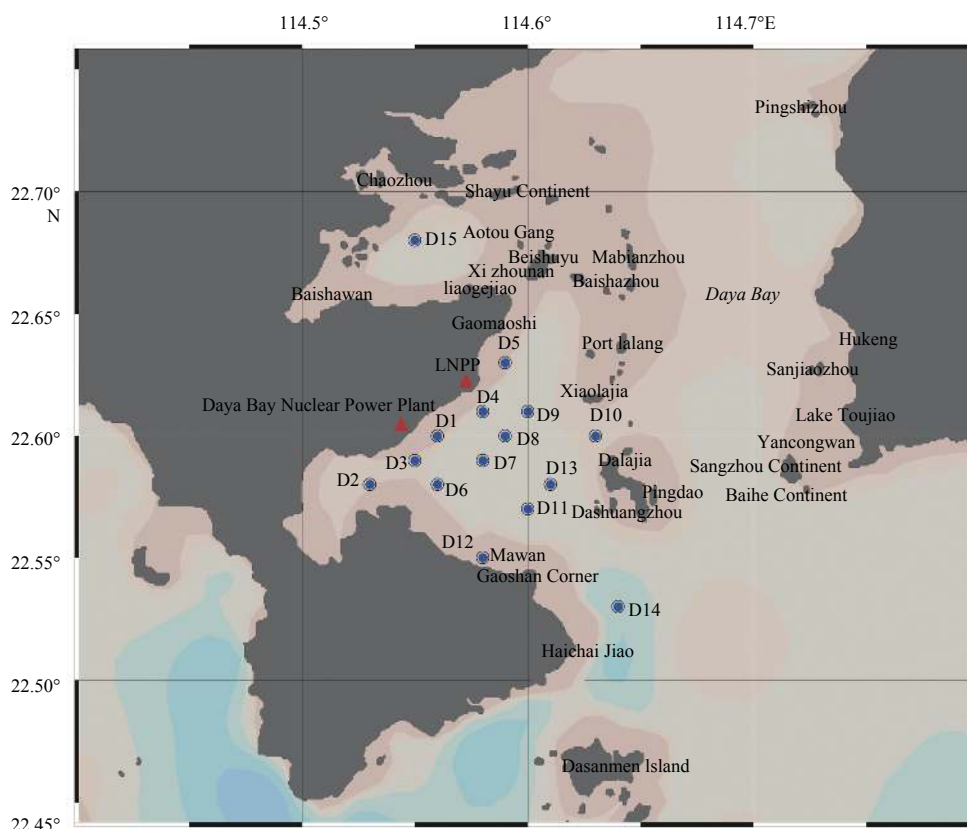 114.5°
114.6°
114.7°E
Pingshizhou
22.70°
N
Chaozhou
Shayu Continent
Aotou Gang
D15
Beishuyu
Mabianzhou
Xi zhounan
Baishazhou
liaogejiao
Baishawan
Daya Bay
22.65°
Gaomaoshi
D5
Port lalang
Hukeng
LNPP
Sanjiaozhou
Xiaolajia
Daya Bay Nuclear Power Plant
D4
D1
D9
D10
Lake Toujiao
22.60°
D8
Yancongwan
D3
D7
D13
Dalajia
Sangzhou Continent
D2
D6
Pingdao
Baihe Continent
D11
Dashuangzhou
22.55°
D12
Mawan
Gaoshan Corner
D14
Haichai Jiao
22.50°
Dasanmen lsland
22.45°